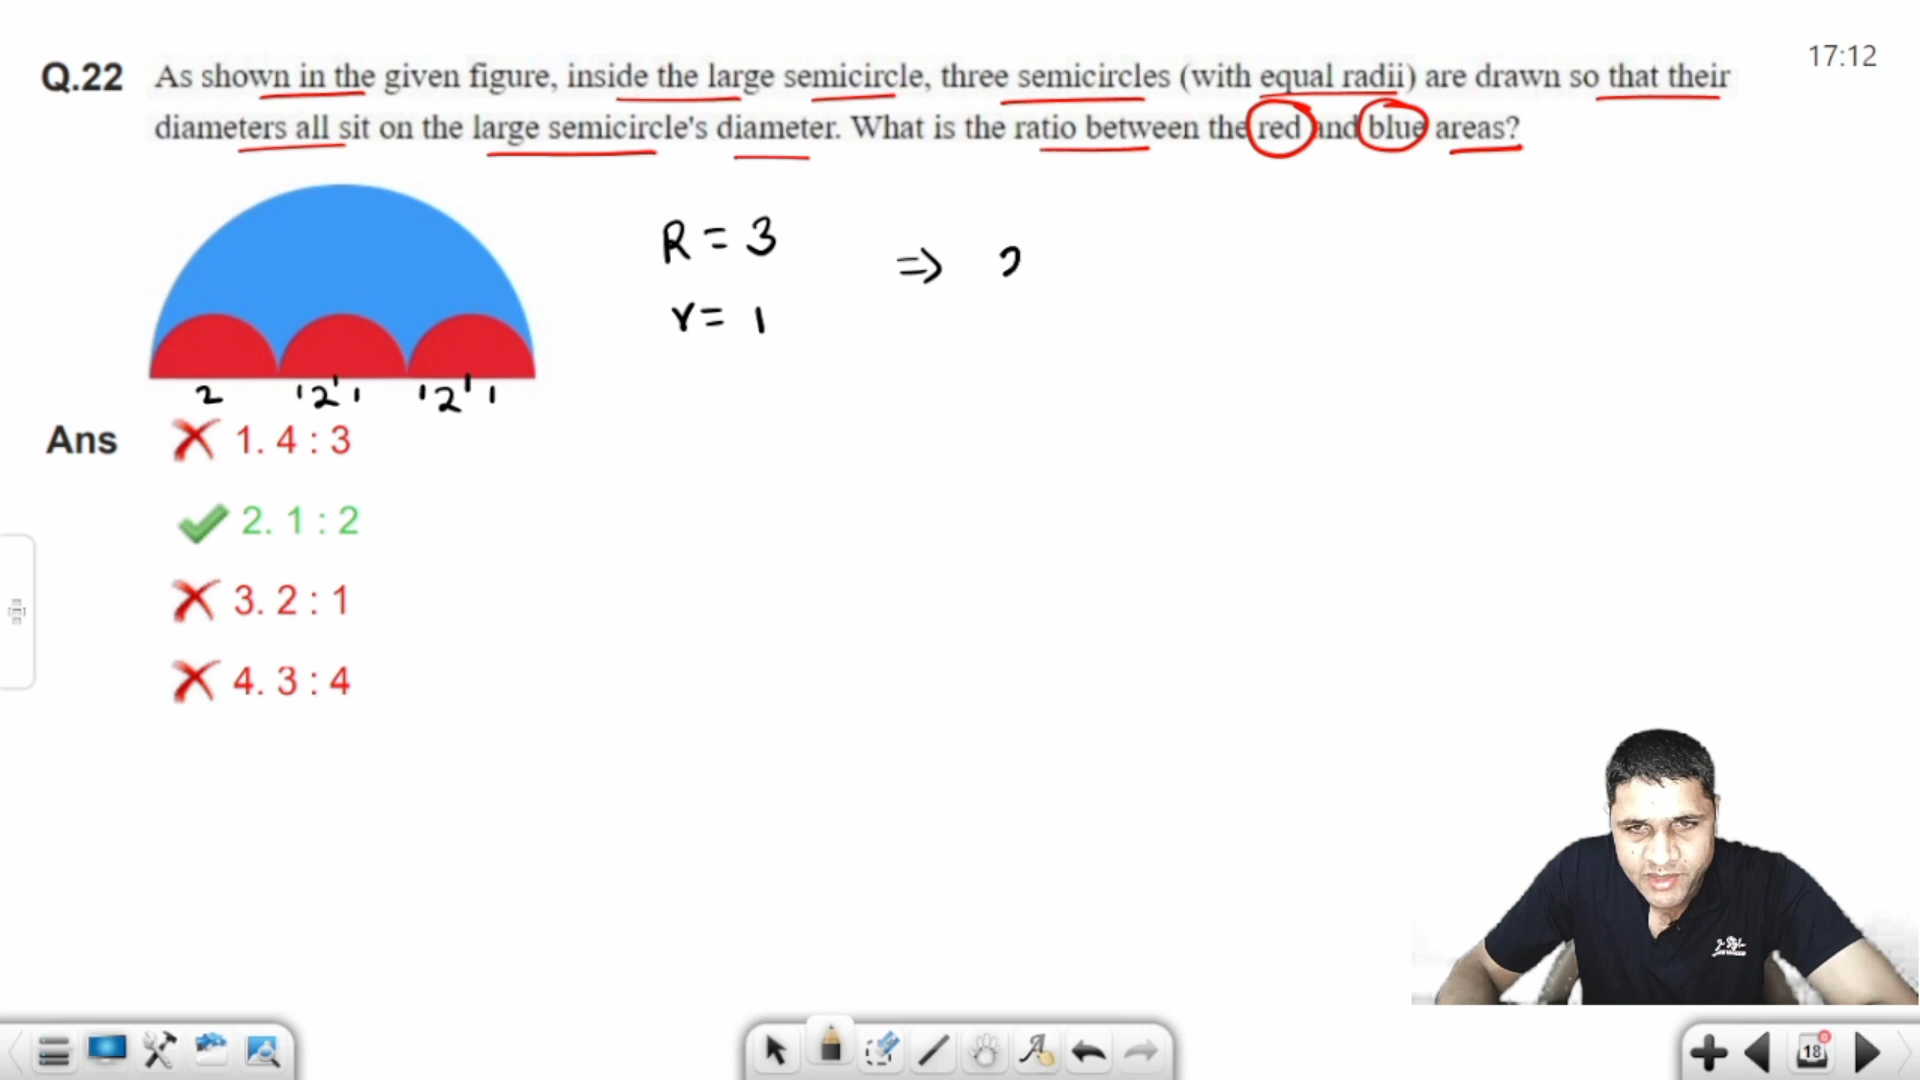 17:12
Q.22 As shown in the given figure, inside the large semicircle, three semicircles (with equal radii) are drawn so that their
diameters all sit on the large semicircle's diameter. What is the ratio between the red and blue areas?
R = 3
⇒
r = 1
2 '2' 1 '2' 1
Ans 1. 4 : 3
2. 1 : 2
3. 2 : 1
4. 3 : 4
18